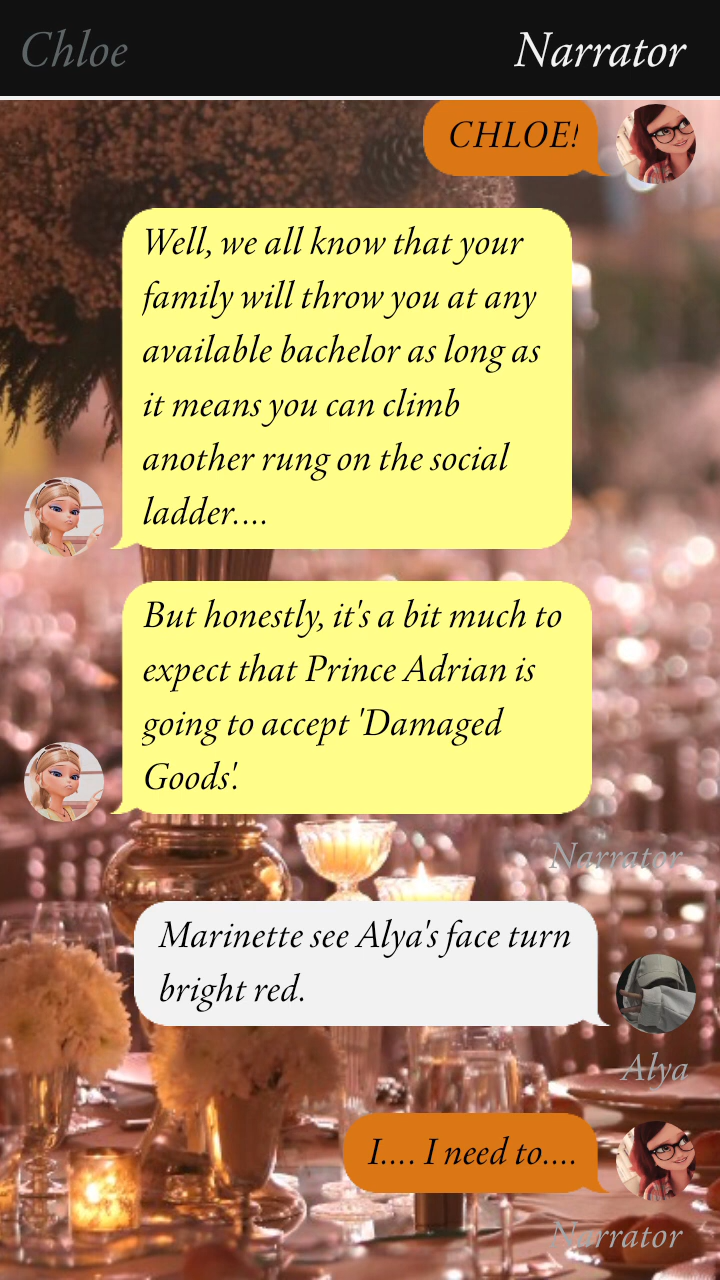 Chloe Narrator
CHLOE!
Well, we all know that your
family will throw you at any
available bachelor as long as
it means you can climb
another rung on the social
ladder....
But honestly, it's a bit much to
expect that Prince Adrian is
going to accept 'Damaged
Goods'.
Narrator
Marinette see Alya's face turn
bright red.
Alya
I.... I need to....
Narrator